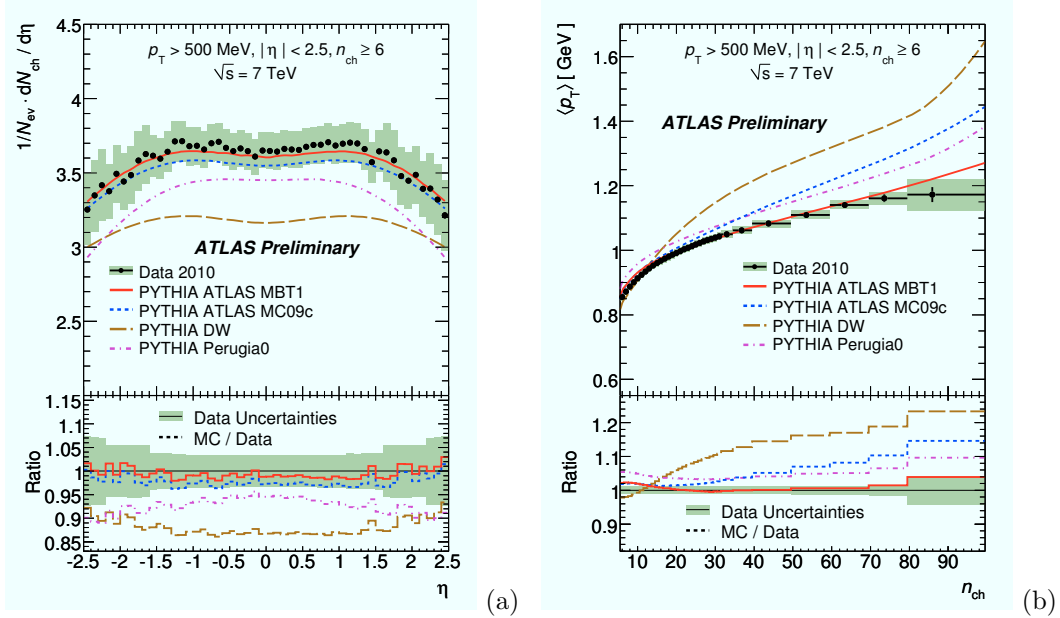 1/N_ev · dN_ch / dη
4.5
4
3.5
3
2.5
p_T > 500 MeV, | η | < 2.5, n_ch ≥ 6
√s = 7 TeV
ATLAS Preliminary
Data 2010
PYTHIA ATLAS MBT1
PYTHIA ATLAS MC09c
PYTHIA DW
PYTHIA Perugia0
Ratio
1.15
1.1
1.05
1
0.95
0.9
0.85
Data Uncertainties
MC / Data
-2.5 -2 -1.5 -1 -0.5 0 0.5 1 1.5 2 2.5
η
(a)
⟨p_T⟩ [ GeV ]
1.6
1.4
1.2
1
0.8
0.6
p_T > 500 MeV, | η | < 2.5, n_ch ≥ 6
√s = 7 TeV
ATLAS Preliminary
Data 2010
PYTHIA ATLAS MBT1
PYTHIA ATLAS MC09c
PYTHIA DW
PYTHIA Perugia0
Ratio
1.2
1.1
1.0
0.9
Data Uncertainties
MC / Data
10 20 30 40 50 60 70 80 90
n_ch
(b)